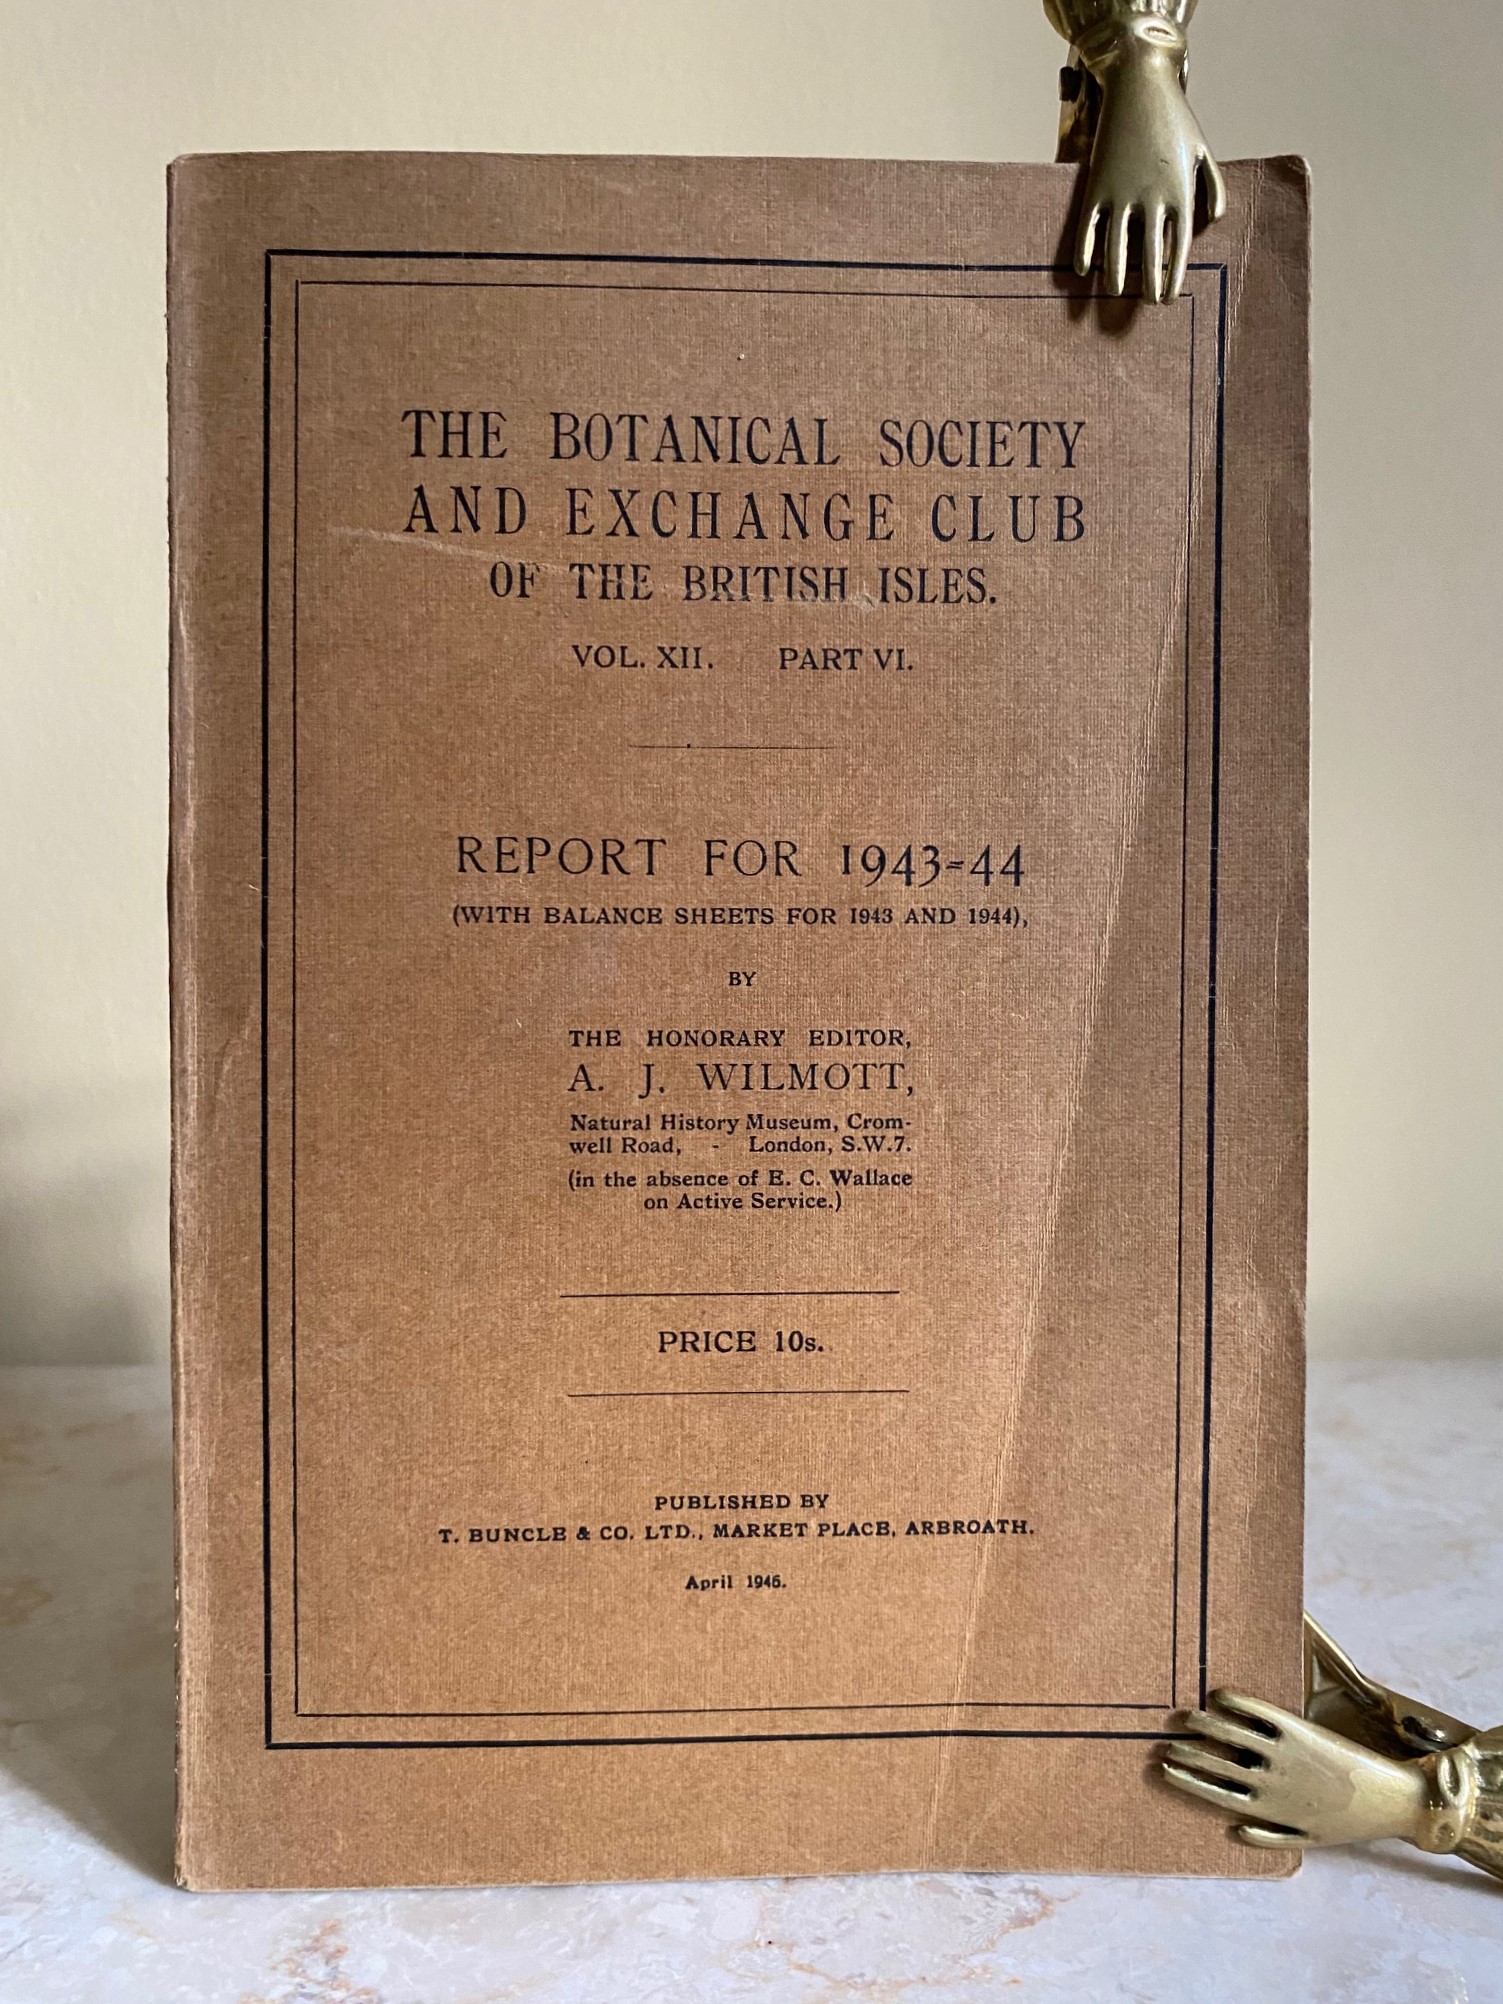 THE BOTANICAL SOCIETY
AND EXCHANGE CLUB
OF THE BRITISH ISLES.
VOL. XII. PART VI.
REPORT FOR 1943-44
(WITH BALANCE SHEETS FOR 1943 AND 1944),
BY
THE HONORARY EDITOR,
A. J. WILMOTT,
Natural History Museum, Crom-
well Road, - London, S.W.7.
(in the absence of E. C. Wallace
on Active Service.)
PRICE 10s.
PUBLISHED BY
T. BUNCLE & CO. LTD., MARKET PLACE, ARBROATH.
April 1946.